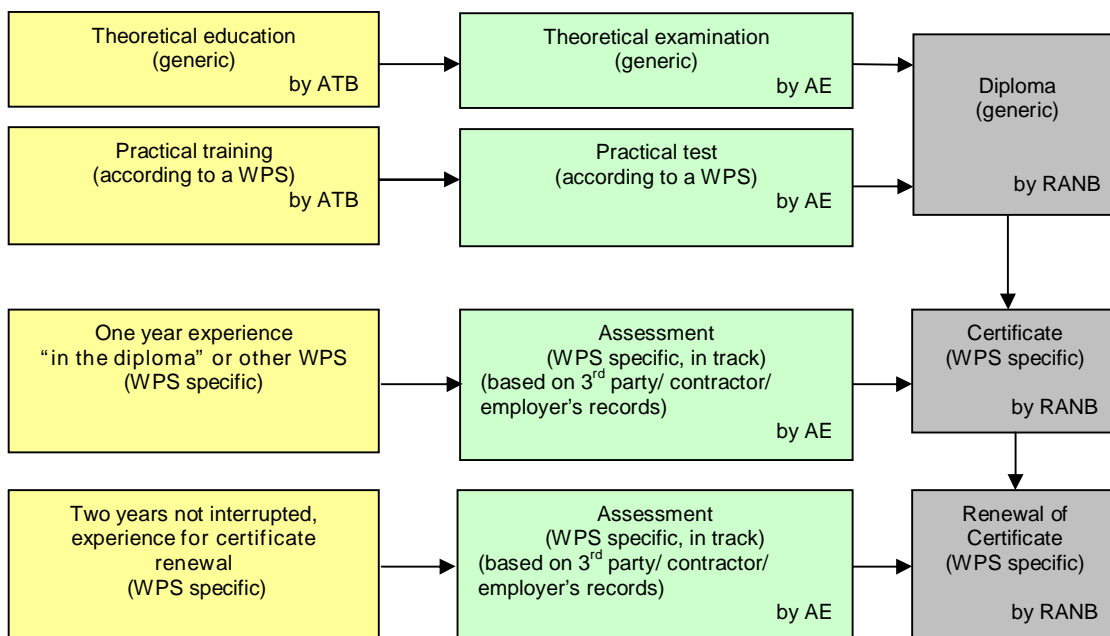 Theoretical education
(generic)
by ATB
Theoretical examination
(generic)
by AE
Diploma
(generic)
by RANB
Practical training
(according to a WPS)
by ATB
Practical test
(according to a WPS)
by AE
One year experience
“in the diploma” or other WPS
(WPS specific)
Assessment
(WPS specific, in track)
(based on 3rd party/ contractor/
employer’s records)
by AE
Certificate
(WPS specific)
by RANB
Two years not interrupted,
experience for certificate
renewal
(WPS specific)
Assessment
(WPS specific, in track)
(based on 3rd party/ contractor/
employer’s records)
by AE
Renewal of
Certificate
(WPS specific)
by RANB